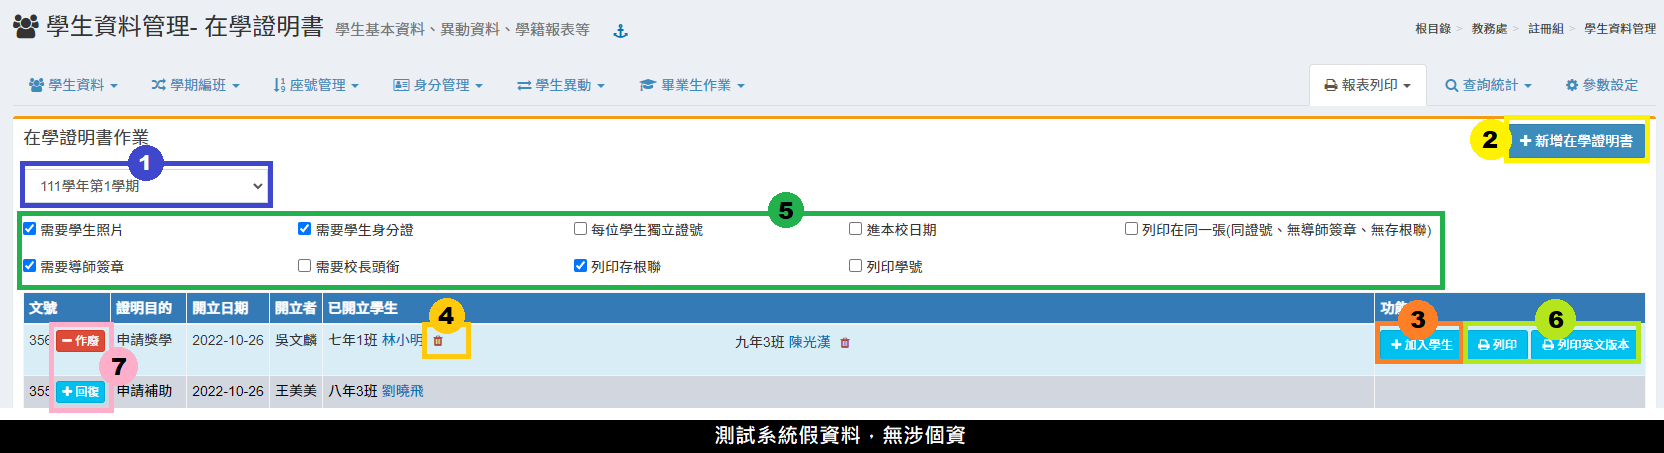 學生資料管理- 在學證明書 學生基本資料、異動資料、學籍報表等
根目錄 > 教務處 > 註冊組 > 學生資料管理
學生資料 學期編班 座號管理 身分管理 學生異動 畢業生作業 報表列印 查詢統計 參數設定
在學證明書作業
2 + 新增在學證明書
1
111學年第1學期
5
需要學生照片 需要學生身分證 每位學生獨立證號 進本校日期 列印在同一張(同證號、無導師簽章、無存根聯)
需要導師簽章 需要校長頭銜 列印存根聯 列印學號
文號 證明目的 開立日期 開立者 已開立學生
4 3 6
356 作廢 申請獎學 2022-10-26 吳文麟 七年1班 林小明 九年3班 陳光漢 + 加入學生 列印 列印英文版本
7
355 + 回復 申請補助 2022-10-26 王美美 八年3班 劉曉飛
測試系統假資料，無涉個資